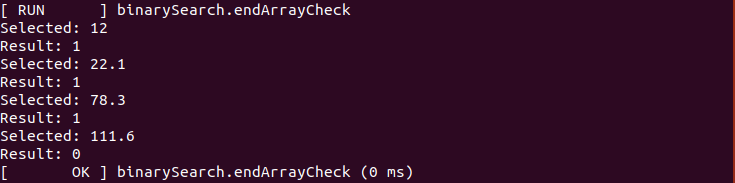 [ RUN      ] binarySearch.endArrayCheck
Selected: 12
Result: 1
Selected: 22.1
Result: 1
Selected: 78.3
Result: 1
Selected: 111.6
Result: 0
[       OK ] binarySearch.endArrayCheck (0 ms)